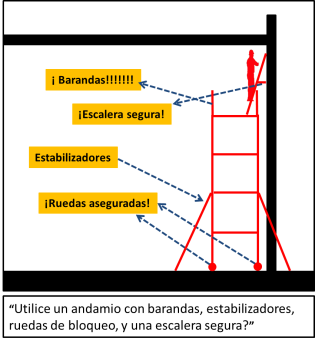 ¡ Barandas!!!!!!!
¡Escalera segura!
Estabilizadores
¡Ruedas aseguradas!
“Utilice un andamio con barandas, estabilizadores,
ruedas de bloqueo, y una escalera segura?”